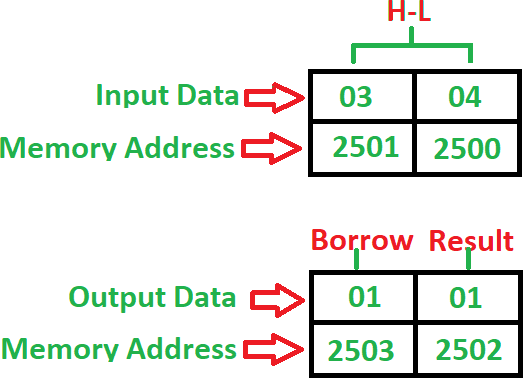 H-L
Input Data 03 04
Memory Address 2501 2500
Borrow Result
Output Data 01 01
Memory Address 2503 2502